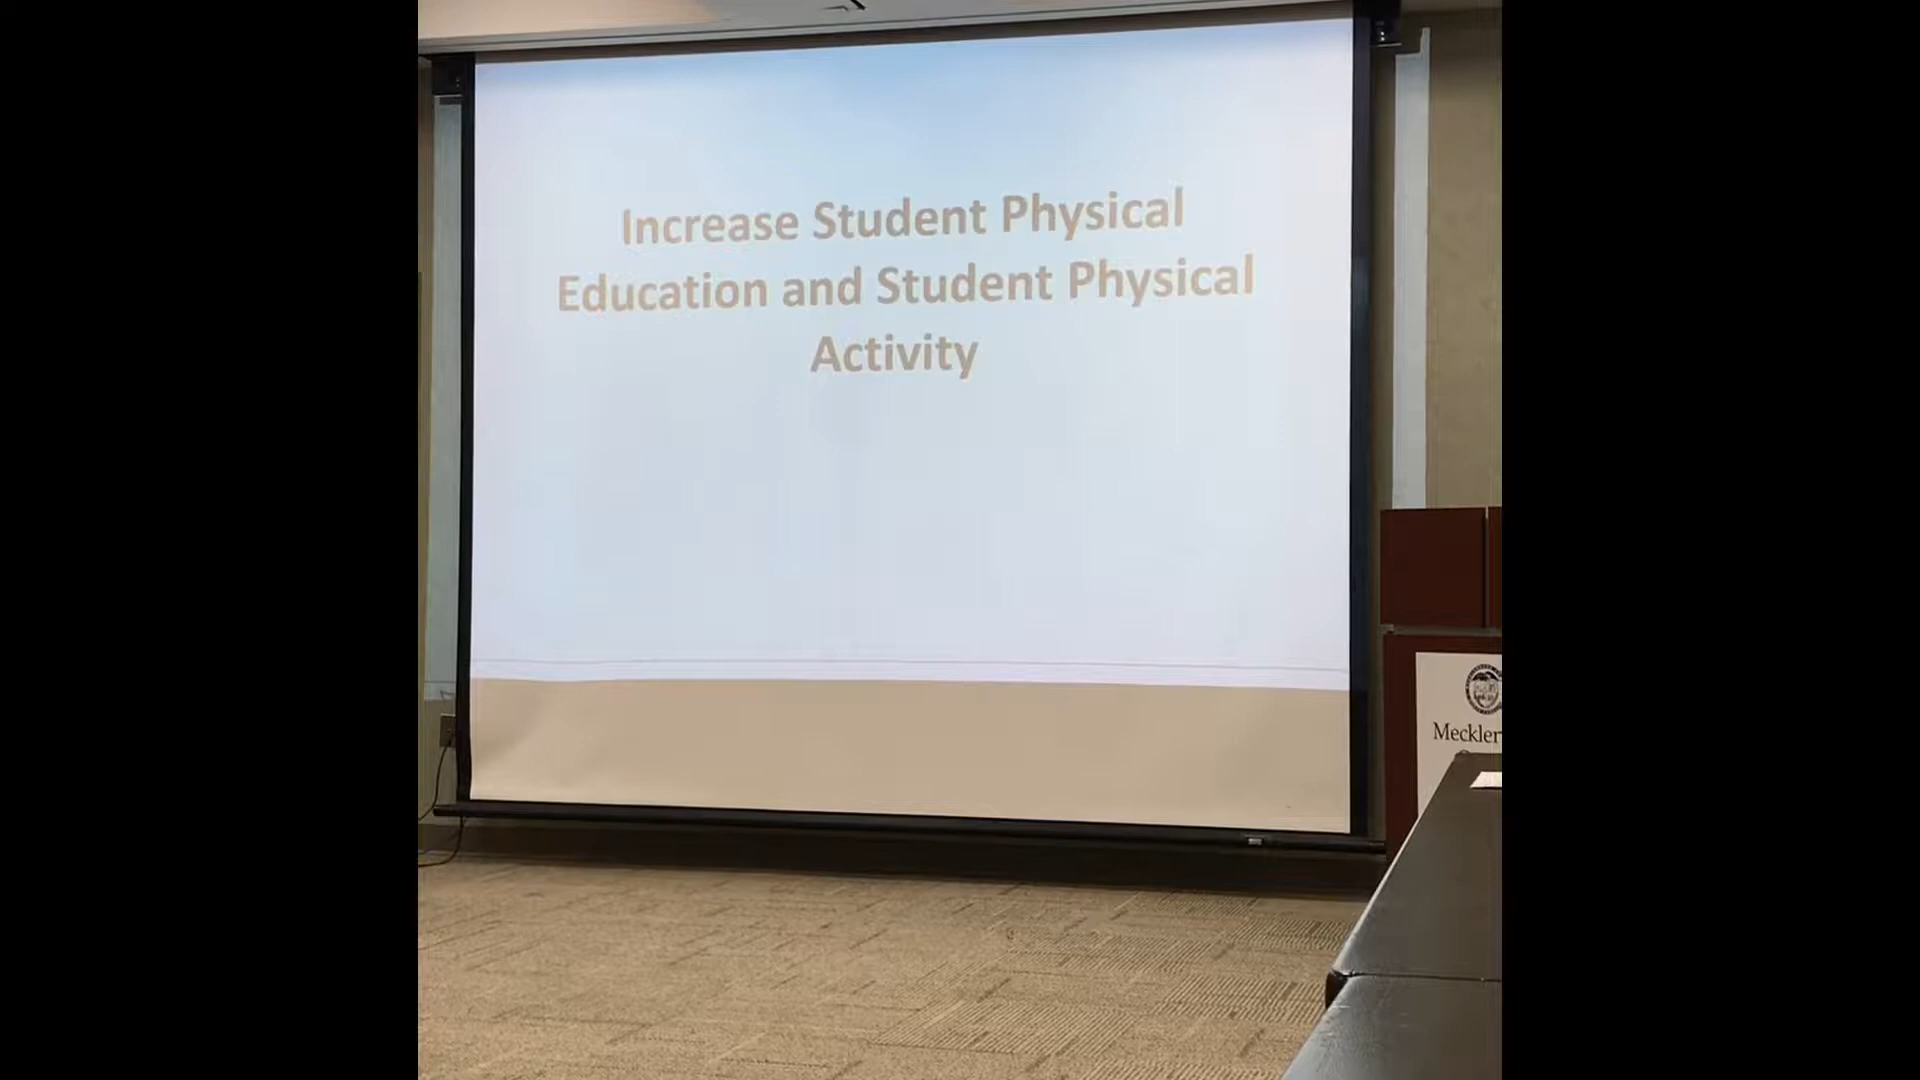 Increase Student Physical
Education and Student Physical
Activity
Meckler